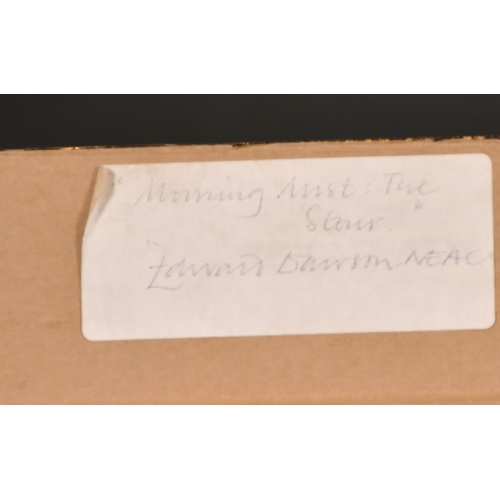 "Morning Mist: The
Stour."
Edward Dawson NEAC